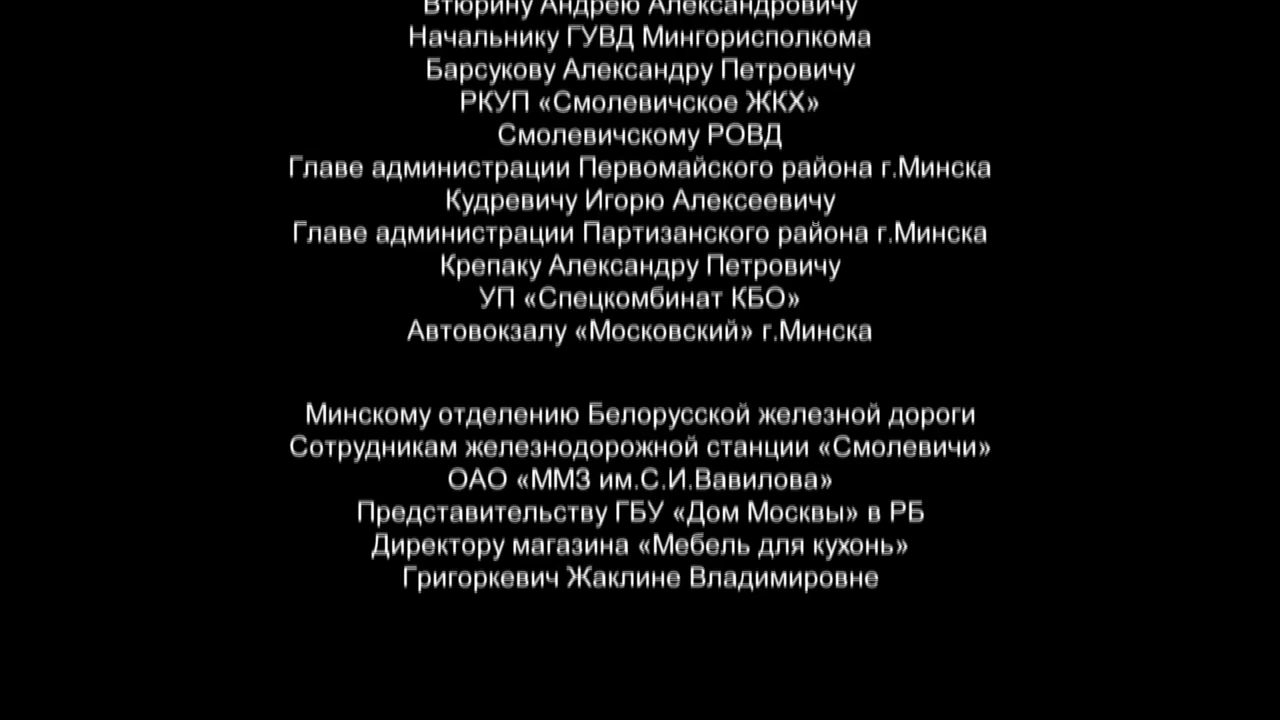 Втюрину Андрею Александровичу
Начальнику ГУВД Мингорисполкома
Барсукову Александру Петровичу
РКУП «Смолевичское ЖКХ»
Смолевичскому РОВД
Главе администрации Первомайского района г.Минска
Кудревичу Игорю Алексеевичу
Главе администрации Партизанского района г.Минска
Крепаку Александру Петровичу
УП «Спецкомбинат КБО»
Автовокзалу «Московский» г.Минска
Минскому отделению Белорусской железной дороги
Сотрудникам железнодорожной станции «Смолевичи»
ОАО «ММЗ им.С.И.Вавилова»
Представительству ГБУ «Дом Москвы» в РБ
Директору магазина «Мебель для кухонь»
Григоркевич Жаклине Владимировне